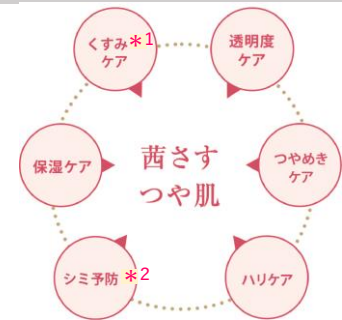 くすみ＊1
ケア
透明度
ケア
保湿ケア
茜さす
つや肌
つやめき
ケア
シミ予防＊2
ハリケア